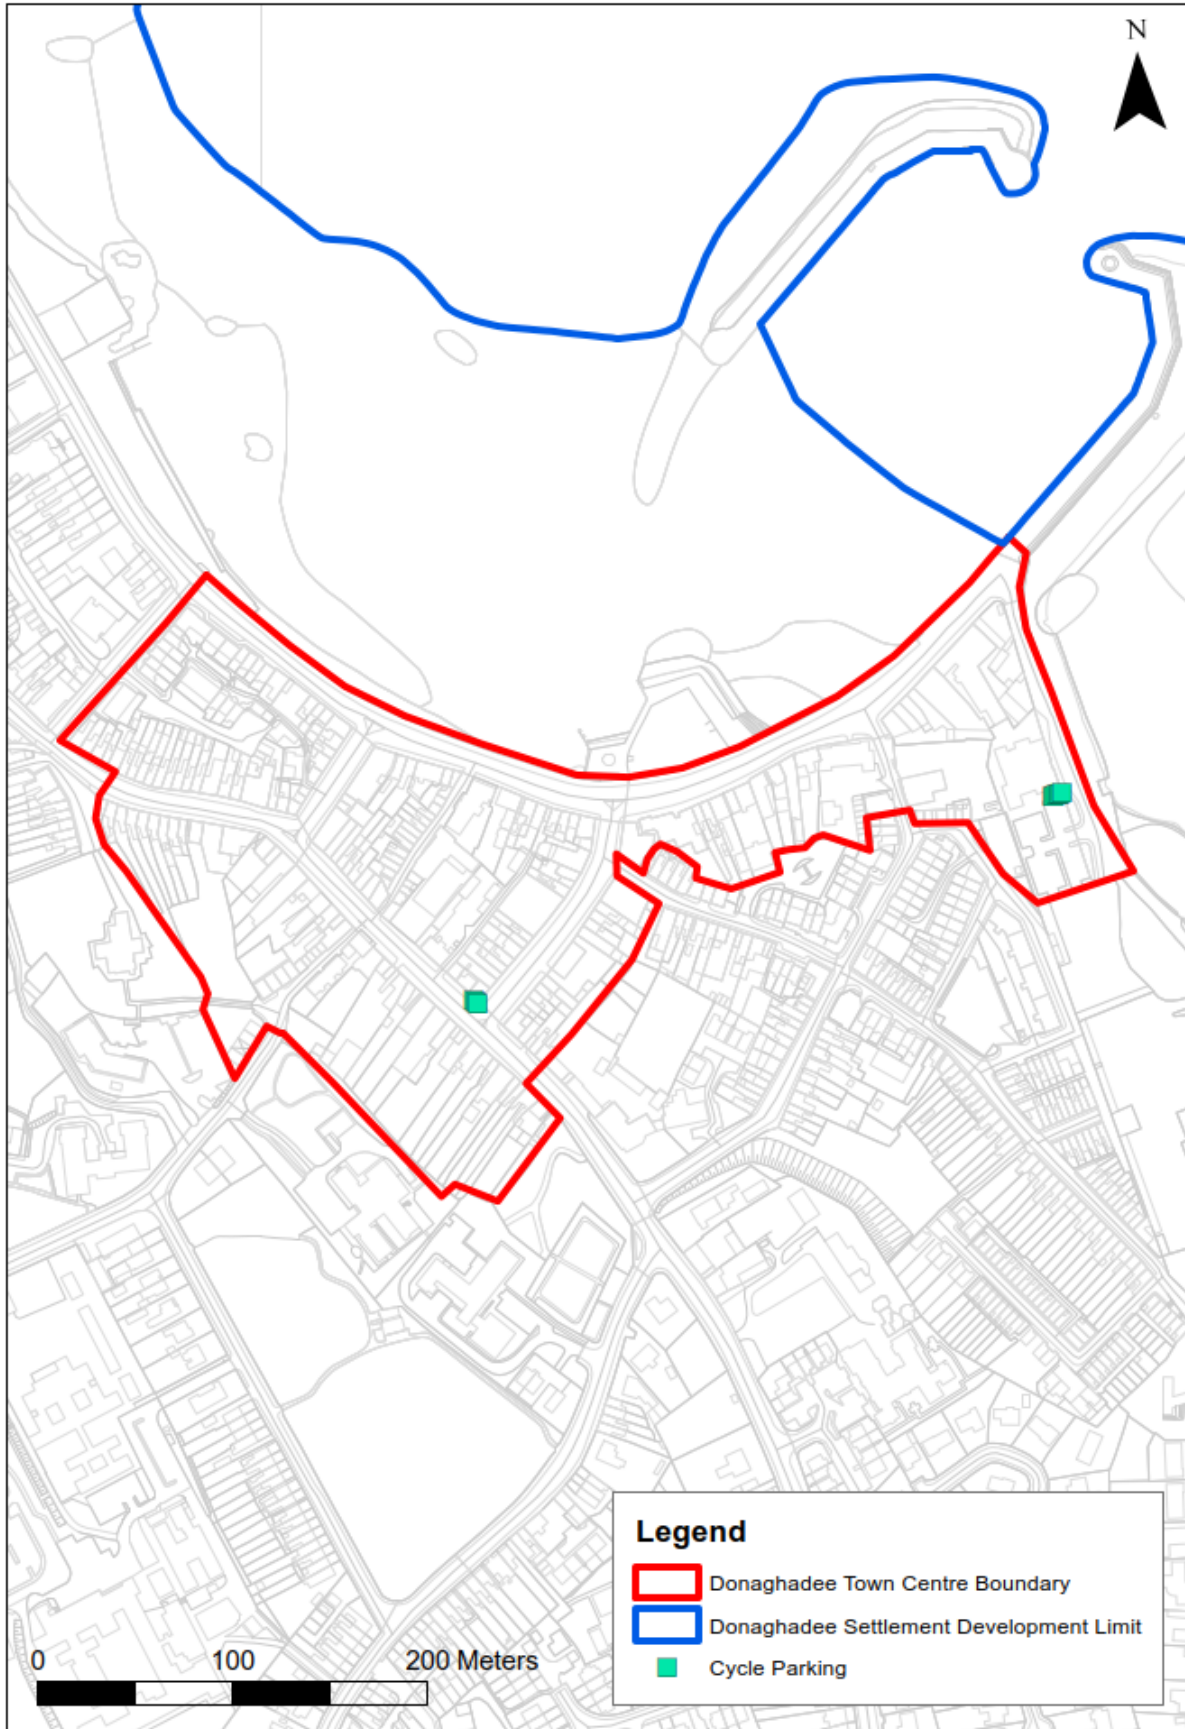 N
Legend
Donaghadee Town Centre Boundary
Donaghadee Settlement Development Limit
Cycle Parking
0 100 200 Meters